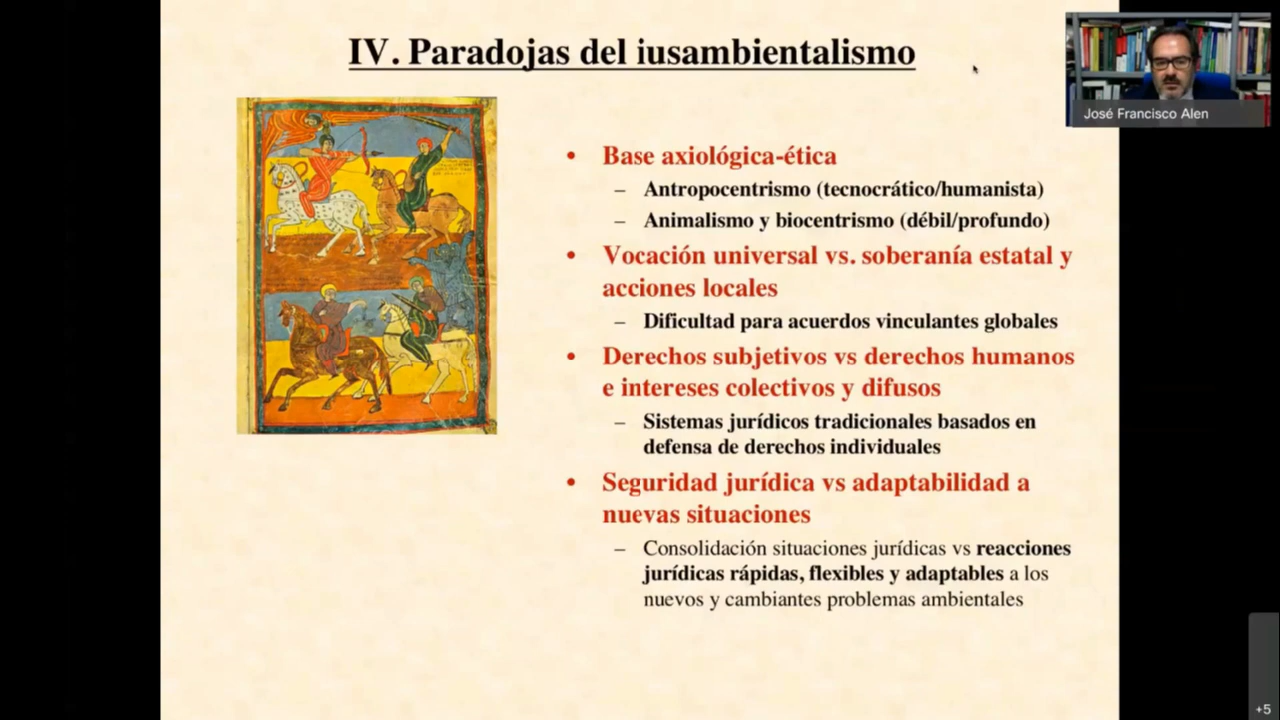 IV. Paradojas del iusambientalismo
José Francisco Alen
• Base axiológica-ética
– Antropocentrismo (tecnocrático/humanista)
– Animalismo y biocentrismo (débil/profundo)
• Vocación universal vs. soberanía estatal y
acciones locales
– Dificultad para acuerdos vinculantes globales
• Derechos subjetivos vs derechos humanos
e intereses colectivos y difusos
– Sistemas jurídicos tradicionales basados en
defensa de derechos individuales
• Seguridad jurídica vs adaptabilidad a
nuevas situaciones
– Consolidación situaciones jurídicas vs reacciones
jurídicas rápidas, flexibles y adaptables a los
nuevos y cambiantes problemas ambientales
+5